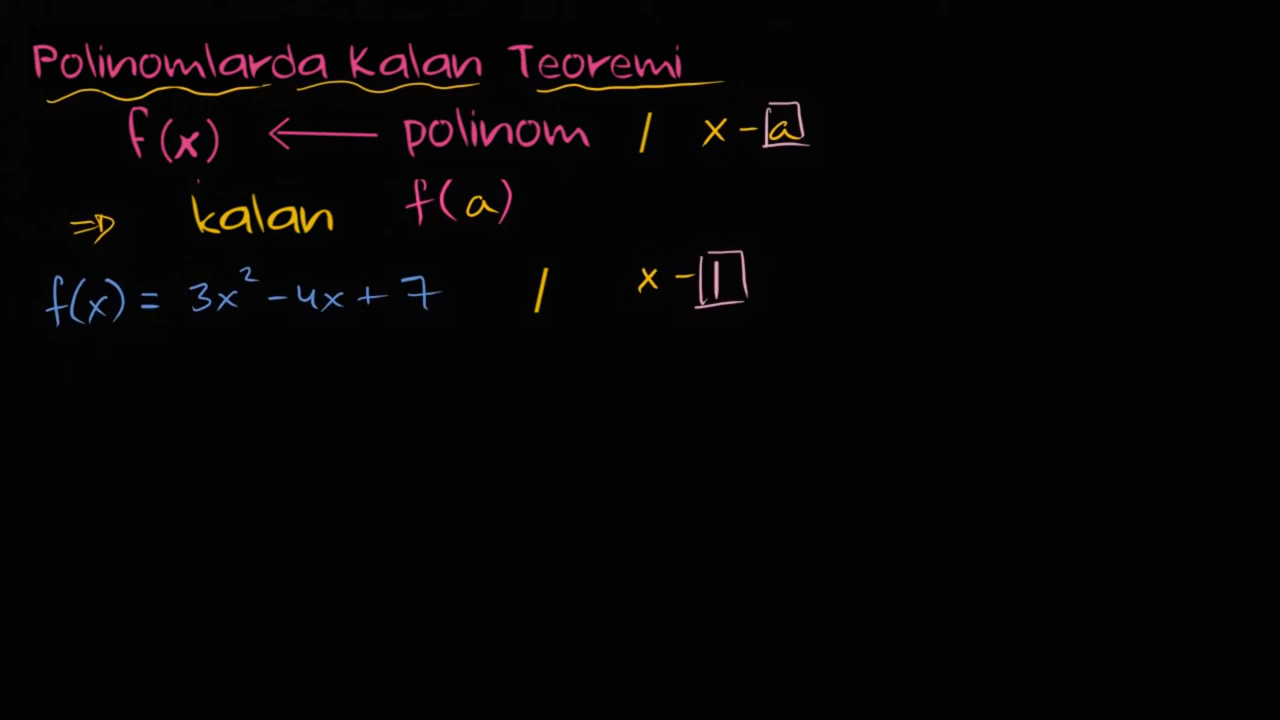 Polinomlarda Kalan Teoremi
f(x) ← polinom / x - a
⇒ kalan f(a)
f(x) = 3x² - 4x + 7 / x - 1